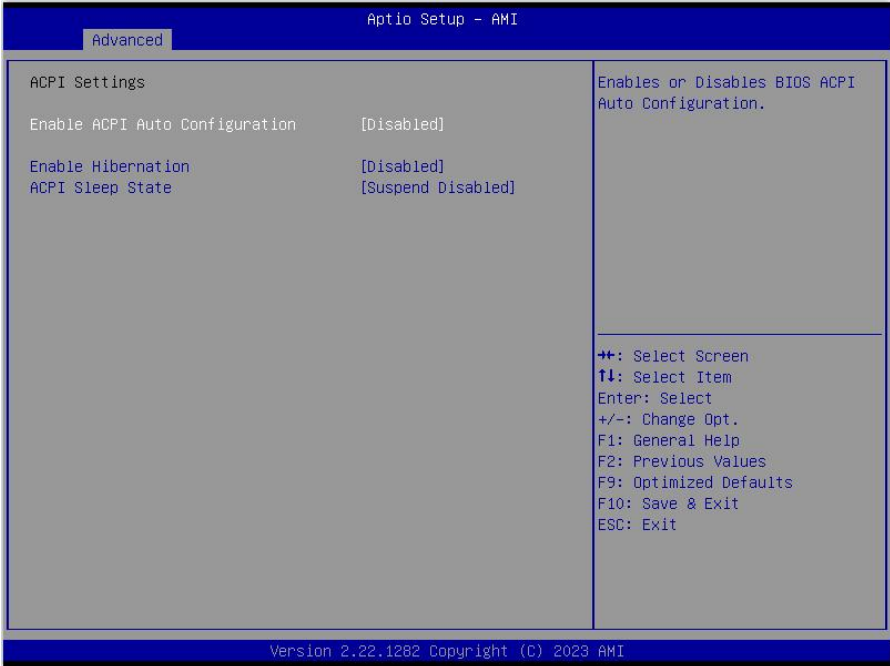 Aptio Setup – AMI
Advanced
ACPI Settings
Enable ACPI Auto Configuration [Disabled]
Enable Hibernation [Disabled]
ACPI Sleep State [Suspend Disabled]
Enables or Disables BIOS ACPI
Auto Configuration.
→←: Select Screen
↑↓: Select Item
Enter: Select
+/-: Change Opt.
F1: General Help
F2: Previous Values
F9: Optimized Defaults
F10: Save & Exit
ESC: Exit
Version 2.22.1282 Copyright (C) 2023 AMI